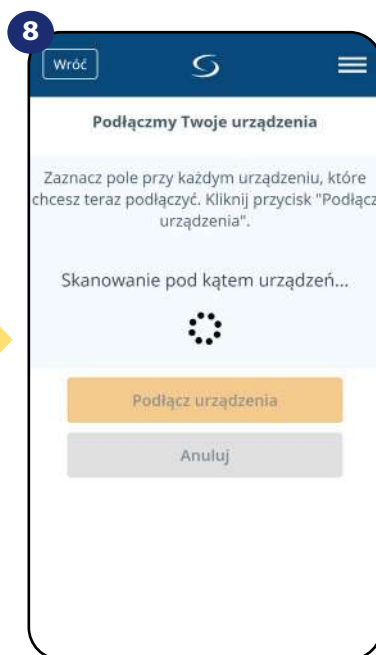 8
Wróć
Podłączmy Twoje urządzenia
Zaznacz pole przy każdym urządzeniu, które
chcesz teraz podłączyć. Kliknij przycisk "Podłącz
urządzenia".
Skanowanie pod kątem urządzeń...
Podłącz urządzenia
Anuluj